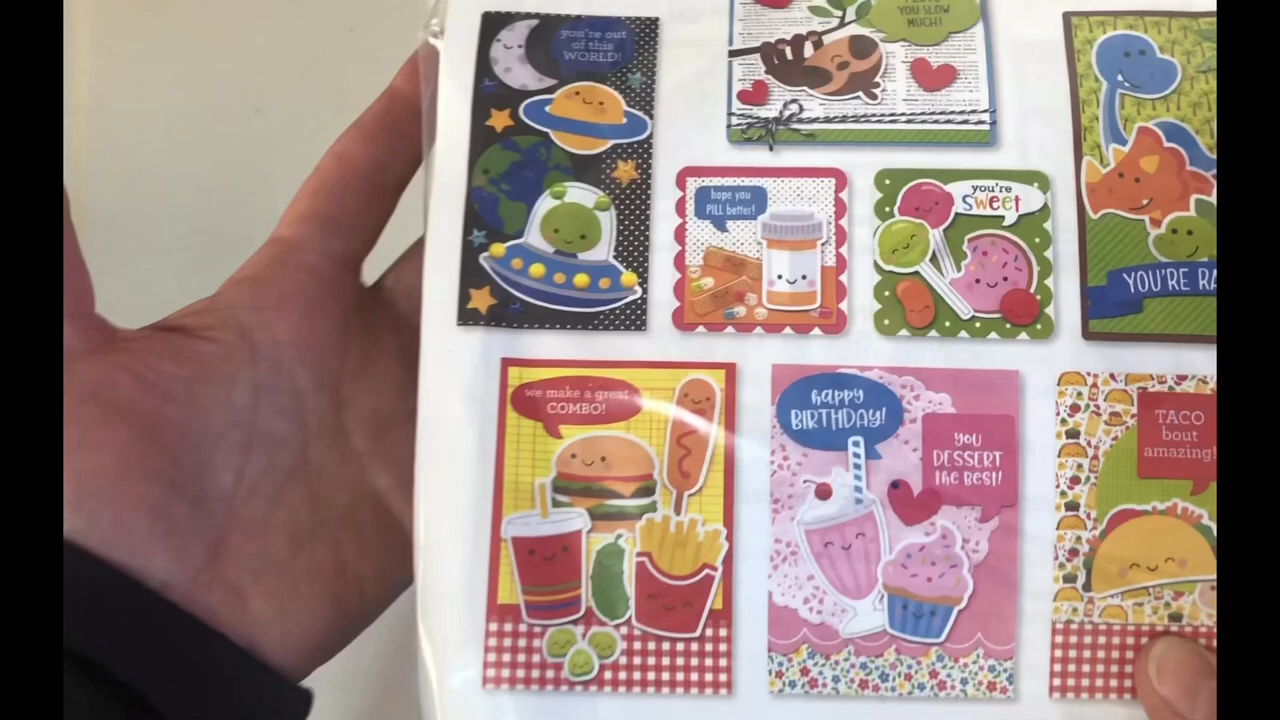 you're out
of this
WORLD!
YOU SLOW
MUCH!
hope you
PILL better!
you're
sweet
YOU'RE RA
we make a great
COMBO!
happy
BIRTHDAY!
you
DESSERT
the BEST!
TACO
bout
amazing!